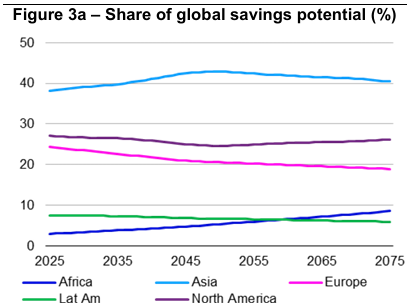 Figure 3a – Share of global savings potential (%)
50
40
30
20
10
0
2025 2035 2045 2055 2065 2075
Africa Asia Europe
Lat Am North America